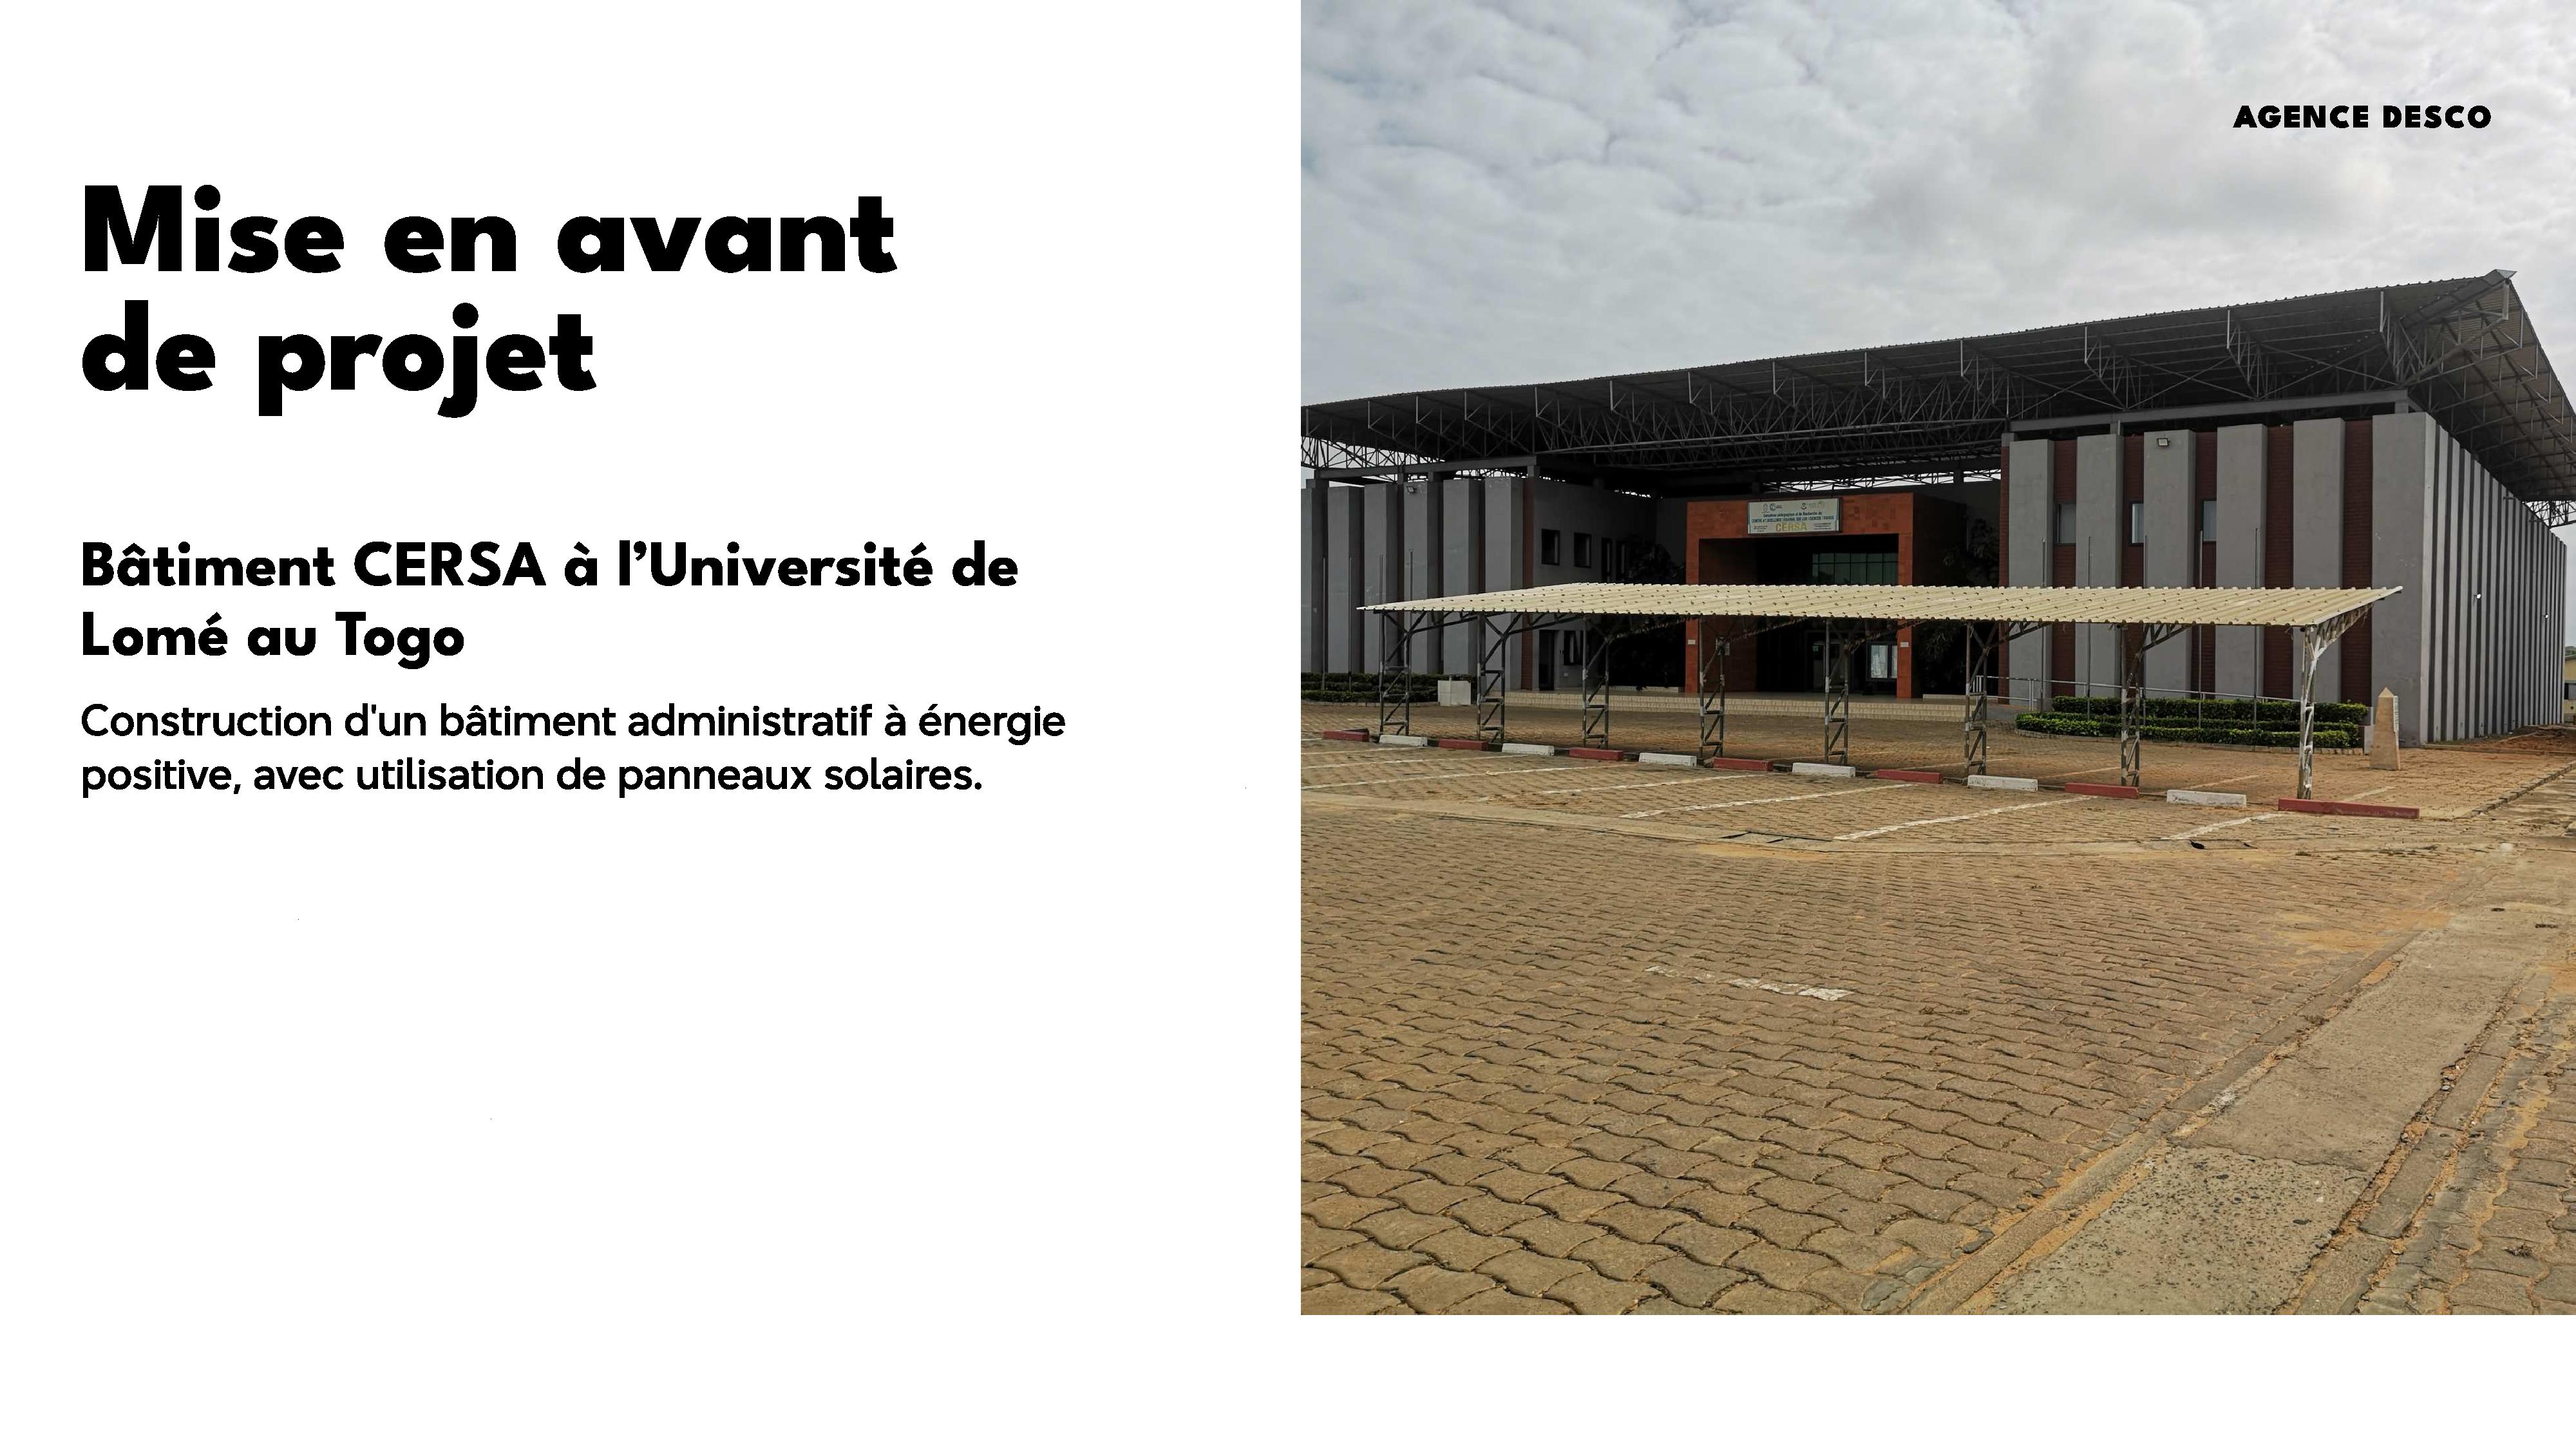 AGENCE DESCO
Mise en avant
de projet
Bâtiment CERSA à l’Université de
Lomé au Togo
Construction d'un bâtiment administratif à énergie
positive, avec utilisation de panneaux solaires.
CERSA